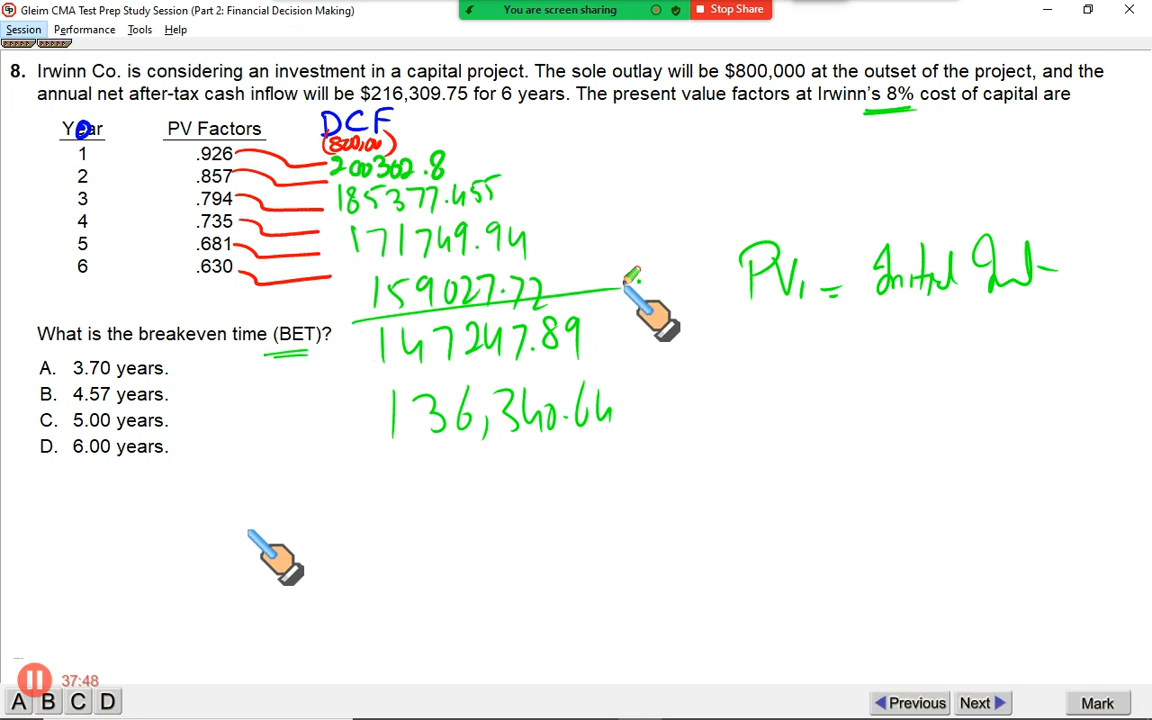 Gleim CMA Test Prep Study Session (Part 2: Financial Decision Making)
You are screen sharing
Stop Share
Session Performance Tools Help
8. Irwinn Co. is considering an investment in a capital project. The sole outlay will be $800,000 at the outset of the project, and the
annual net after-tax cash inflow will be $216,309.75 for 6 years. The present value factors at Irwinn's 8% cost of capital are
Year PV Factors DCF
0
1 .926 200302.8
2 .857 185377.455
3 .794 171749.94
4 .735 159027.72
5 .681 147247.89
6 .630 136,340.64
PV, = Initial
What is the breakeven time (BET)?
A. 3.70 years.
B. 4.57 years.
C. 5.00 years.
D. 6.00 years.
37:48
A B C D Previous Next Mark